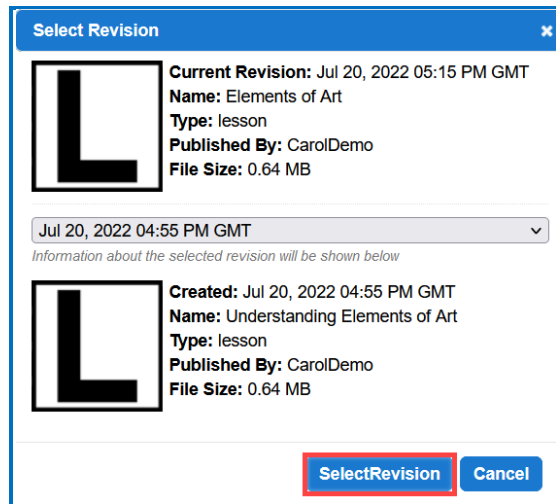 Select Revision ×
Current Revision: Jul 20, 2022 05:15 PM GMT
Name: Elements of Art
Type: lesson
Published By: CarolDemo
File Size: 0.64 MB
L
Jul 20, 2022 04:55 PM GMT
Information about the selected revision will be shown below
Created: Jul 20, 2022 04:55 PM GMT
Name: Understanding Elements of Art
Type: lesson
Published By: CarolDemo
File Size: 0.64 MB
L
SelectRevision Cancel